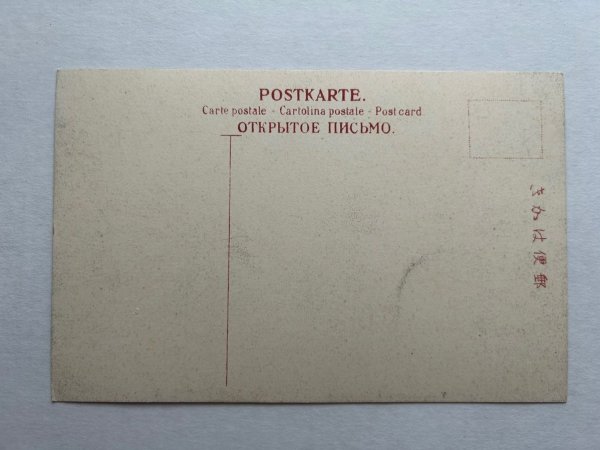 POSTKARTE.
Carte postale - Cartolina postale - Post card
ОТКРЫТОЕ ПИСЬМО.
きかは便郵